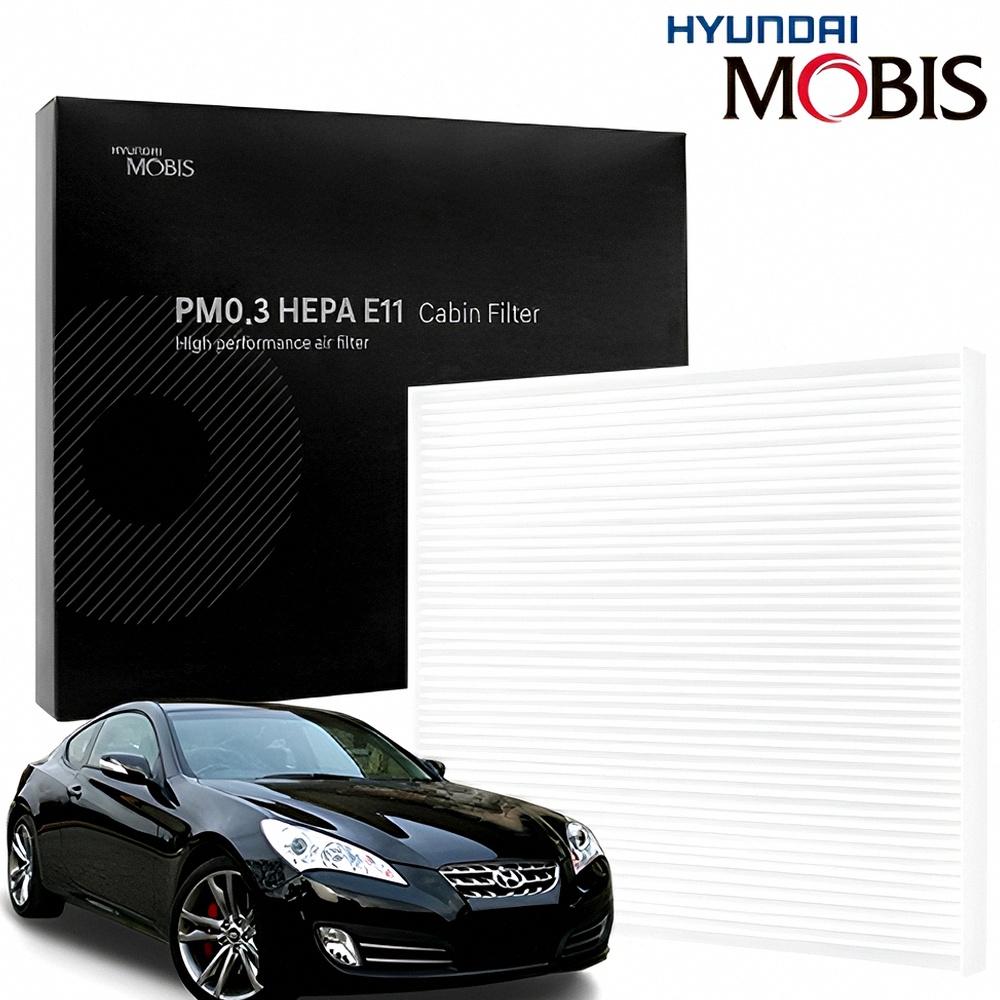 HYUNDAI
MOBIS
HYUNDAI
MOBIS
PM0.3 HEPA E11 Cabin Filter
High performance air filter